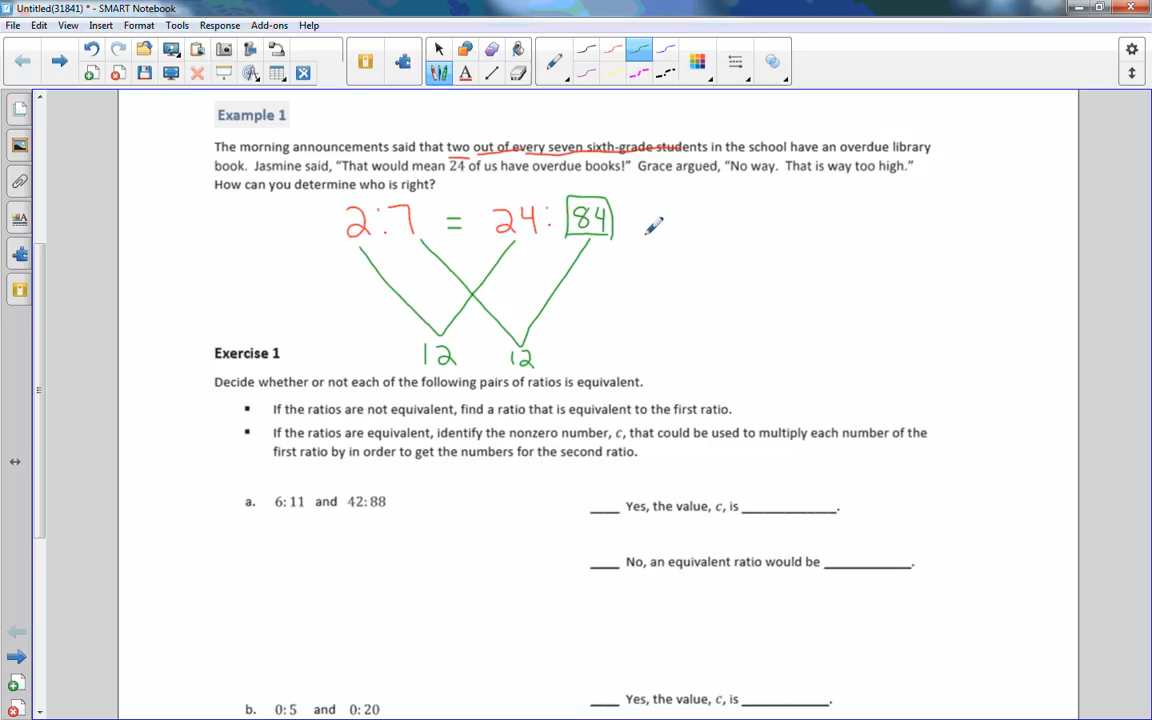 Untitled(31841) * - SMART Notebook
File Edit View Insert Format Tools Response Add-ons Help
Example 1
The morning announcements said that two out of every seven sixth-grade students in the school have an overdue library
book. Jasmine said, “That would mean 24 of us have overdue books!” Grace argued, “No way. That is way too high.”
How can you determine who is right?
2:7 = 24: 84
12 12
Exercise 1
Decide whether or not each of the following pairs of ratios is equivalent.
▪ If the ratios are not equivalent, find a ratio that is equivalent to the first ratio.
▪ If the ratios are equivalent, identify the nonzero number, c, that could be used to multiply each number of the
first ratio by in order to get the numbers for the second ratio.
a. 6:11 and 42:88 ____ Yes, the value, c, is ______________.
____ No, an equivalent ratio would be _____________.
b. 0:5 and 0:20 ____ Yes, the value, c, is _____________.